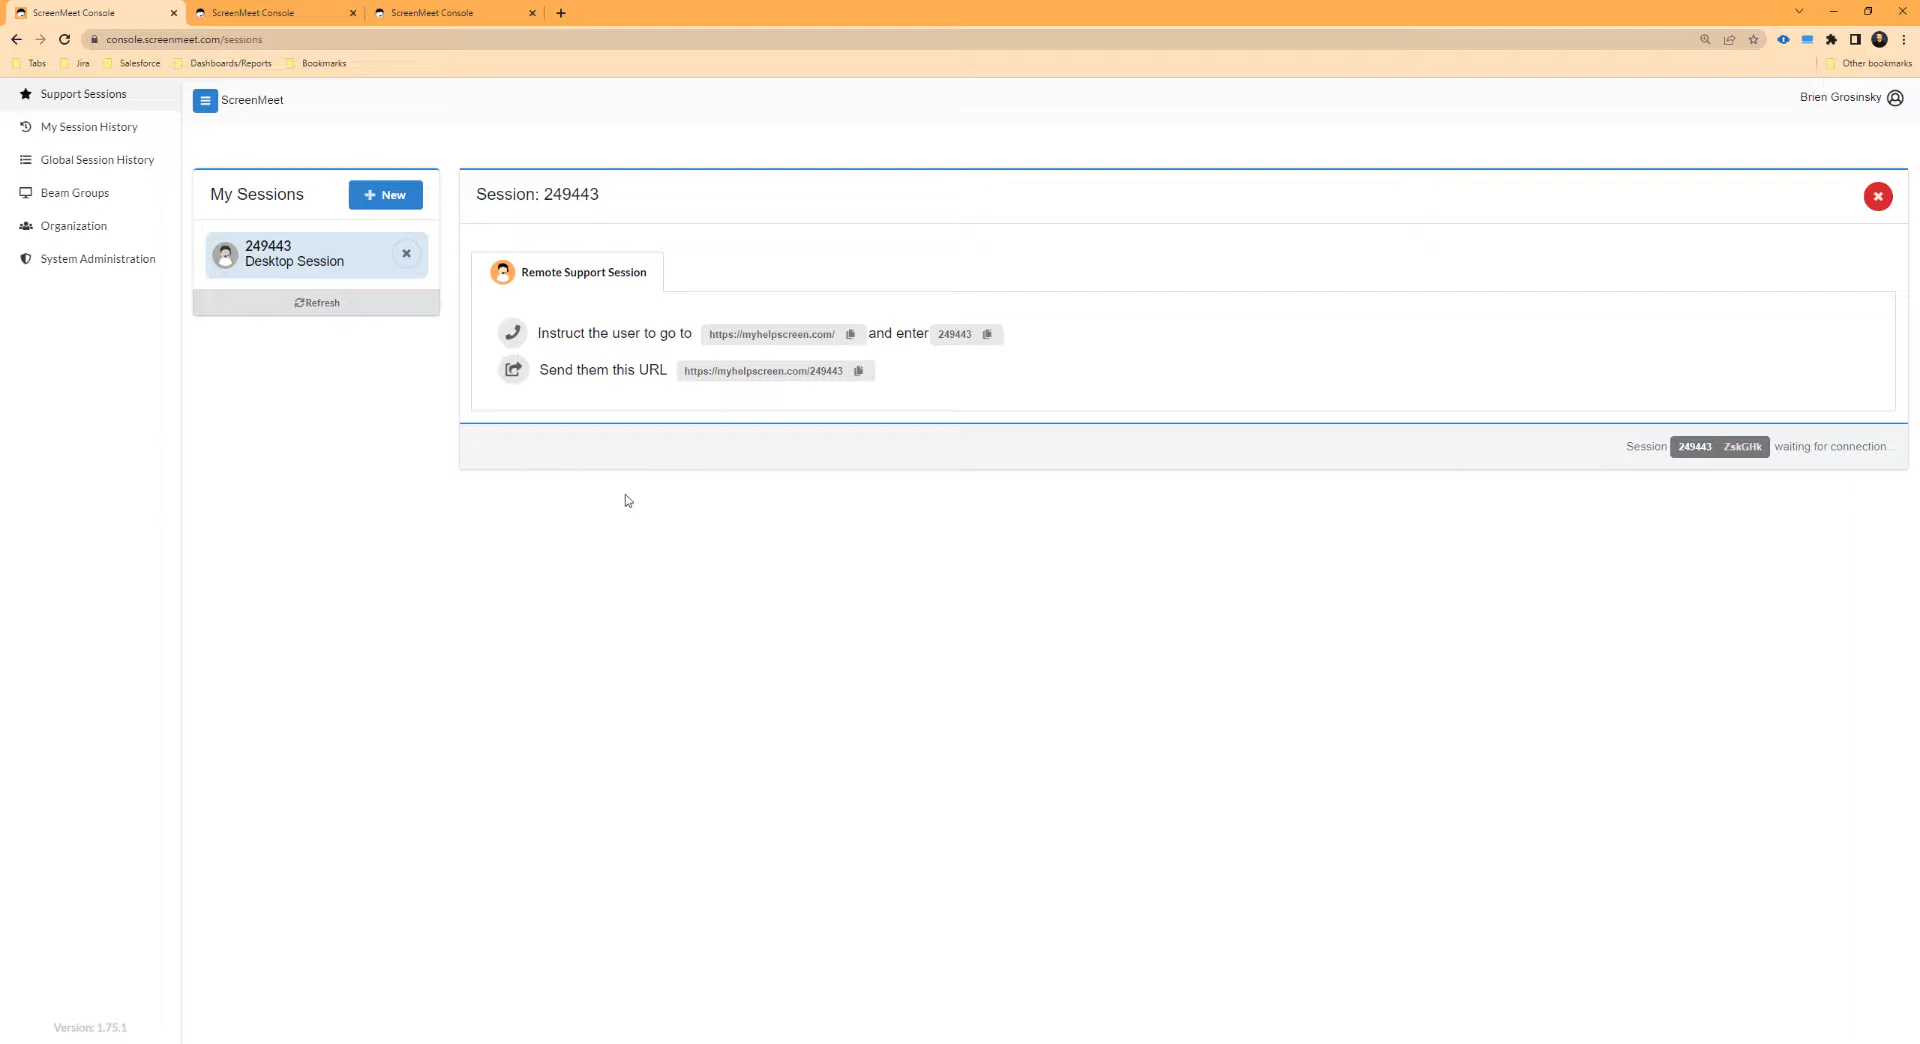 ScreenMeet Console
ScreenMeet Console
ScreenMeet Console
console.screenmeet.com/sessions
Tabs
Jira
Salesforce
Dashboards/Reports
Bookmarks
Other bookmarks
Support Sessions
My Session History
Global Session History
Beam Groups
Organization
System Administration
Version: 1.75.1
ScreenMeet
Brien Grosinsky
My Sessions
New
249443
Desktop Session
Refresh
Session: 249443
Remote Support Session
Instruct the user to go to https://myhelpscreen.com/ and enter 249443
Send them this URL https://myhelpscreen.com/249443
Session 249443 ZskGHk waiting for connection...